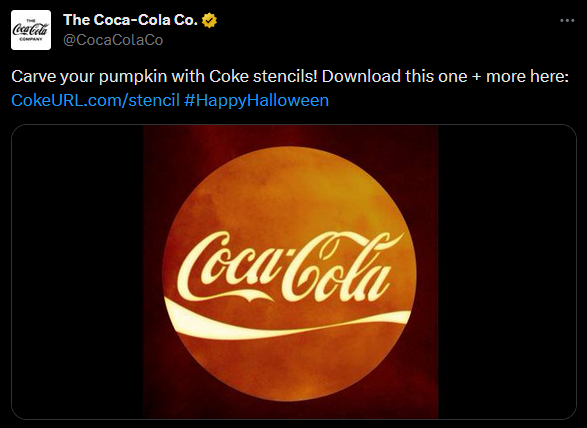 THE
Coca-Cola
COMPANY
The Coca-Cola Co.
@CocaColaCo
Carve your pumpkin with Coke stencils! Download this one + more here:
CokeURL.com/stencil #HappyHalloween
Coca-Cola